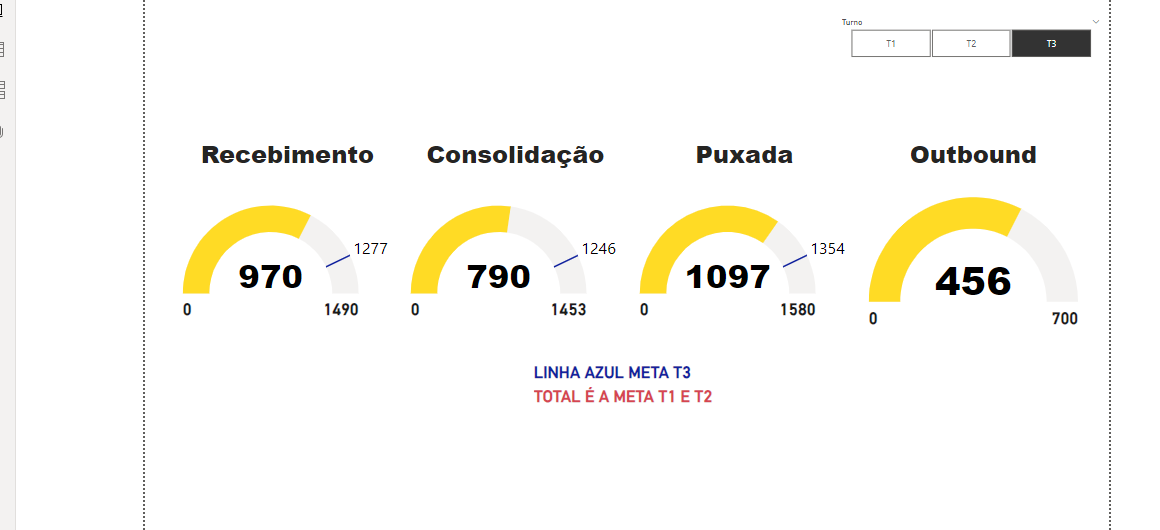 Turno
T1 T2 T3
Recebimento Consolidação Puxada Outbound
1277 1246 1354
970 790 1097 456
0 1490 0 1453 0 1580 0 700
LINHA AZUL META T3
TOTAL É A META T1 E T2